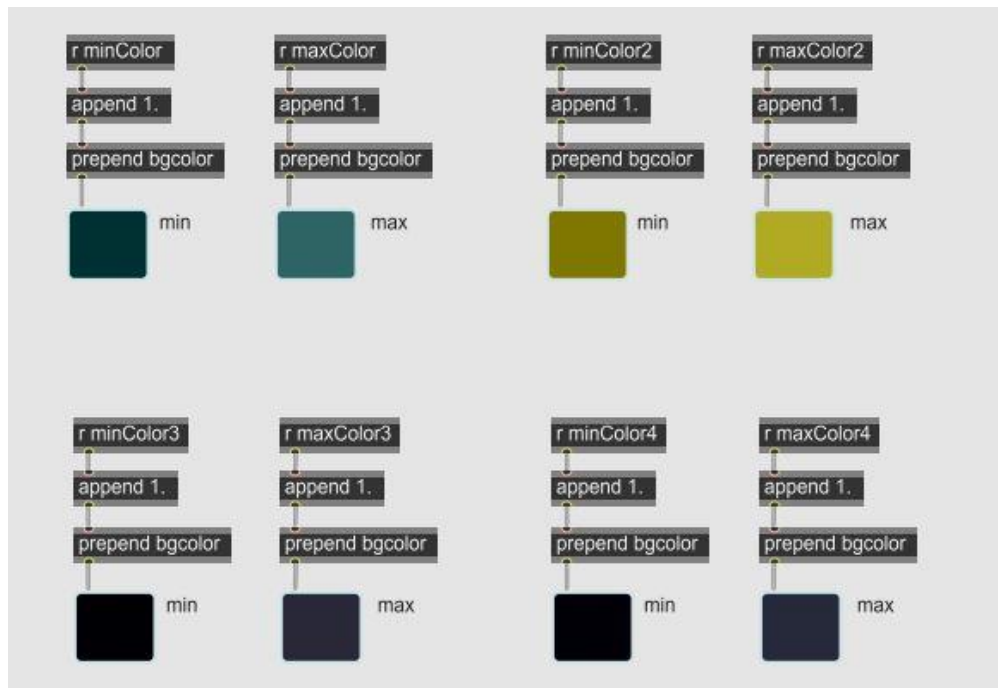 r minColor
append 1.
prepend bgcolor
min
r maxColor
append 1.
prepend bgcolor
max
r minColor2
append 1.
prepend bgcolor
min
r maxColor2
append 1.
prepend bgcolor
max
r minColor3
append 1.
prepend bgcolor
min
r maxColor3
append 1.
prepend bgcolor
max
r minColor4
append 1.
prepend bgcolor
min
r maxColor4
append 1.
prepend bgcolor
max